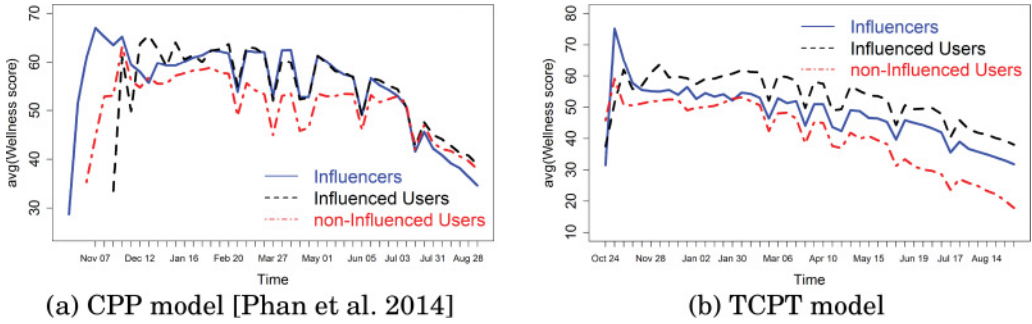 avg(Wellness score)
70
60
50
40
30
Influencers
Influenced Users
non-Influenced Users
Nov 07 Dec 12 Jan 16 Feb 20 Mar 27 May 01 Jun 05 Jul 03 Jul 31 Aug 28
Time
(a) CPP model [Phan et al. 2014]
avg(Wellness score)
80
70
60
50
40
30
20
10
Influencers
Influenced Users
non-Influenced Users
Oct 24 Nov 28 Jan 02 Jan 30 Mar 06 Apr 10 May 15 Jun 19 Jul 17 Aug 14
Time
(b) TCPT model